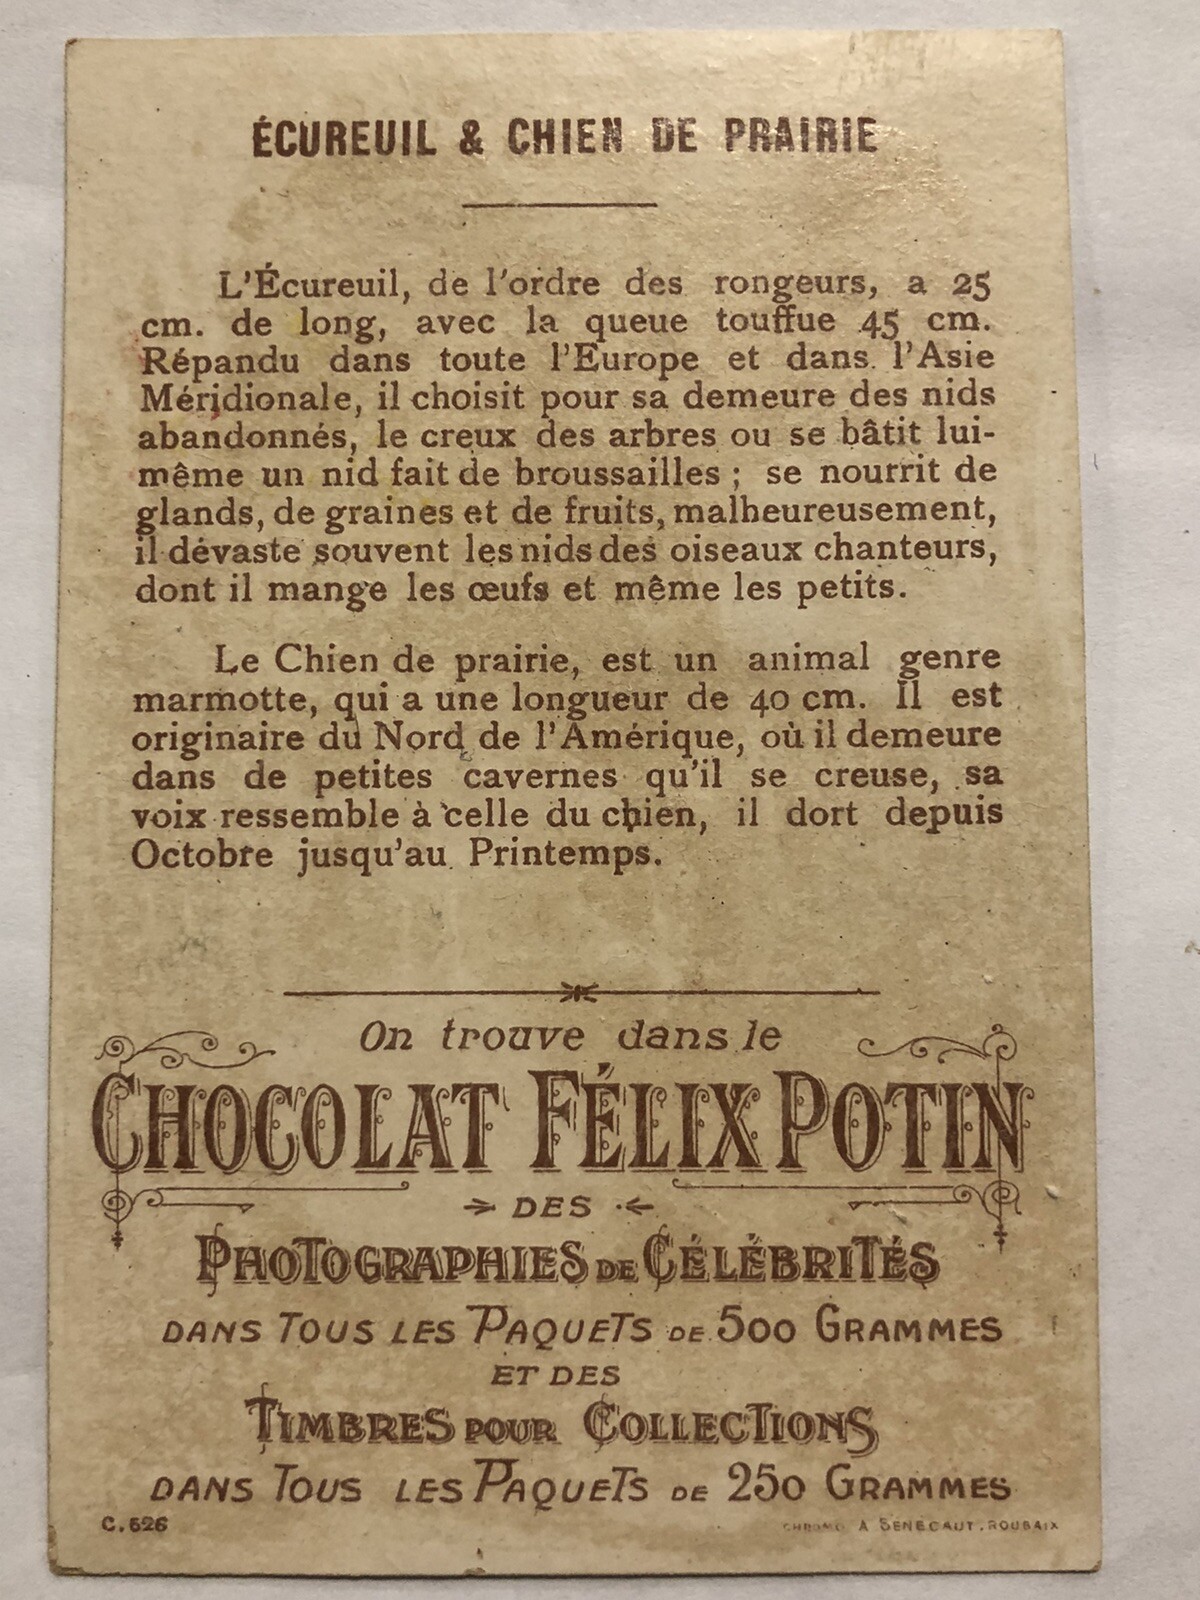 ÉCUREUIL & CHIEN DE PRAIRIE
L'Écureuil, de l'ordre des rongeurs, a 25
cm. de long, avec la queue touffue 45 cm.
Répandu dans toute l'Europe et dans l'Asie
Méridionale, il choisit pour sa demeure des nids
abandonnés, le creux des arbres ou se bâtit lui-
même un nid fait de broussailles ; se nourrit de
glands, de graines et de fruits, malheureusement,
il dévaste souvent les nids des oiseaux chanteurs,
dont il mange les œufs et même les petits.
Le Chien de prairie, est un animal genre
marmotte, qui a une longueur de 40 cm. Il est
originaire du Nord de l'Amérique, où il demeure
dans de petites cavernes qu'il se creuse, sa
voix ressemble à celle du chien, il dort depuis
Octobre jusqu'au Printemps.
On trouve dans le
CHOCOLAT FÉLIX POTIN
DES
PHOTOGRAPHIES DE CÉLÉBRITÉS
DANS TOUS LES PAQUETS DE 500 GRAMMES
ET DES
TIMBRES POUR COLLECTIONS
DANS TOUS LES PAQUETS DE 250 GRAMMES
C. 526
CHROMO A SENECAUT. ROUBAIX